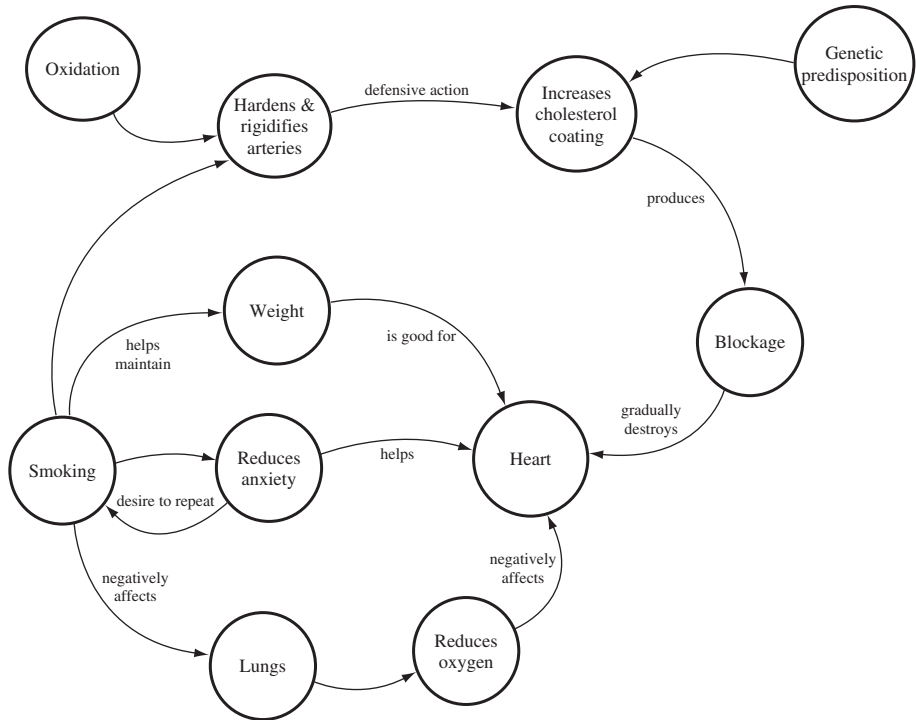 Oxidation
Hardens &
rigidifies
arteries
defensive action
Increases
cholesterol
coating
Genetic
predisposition
produces
Weight
helps
maintain
is good for
Blockage
gradually
destroys
Smoking
Reduces
anxiety
desire to repeat
helps
Heart
negatively
affects
Lungs
Reduces
oxygen
negatively
affects